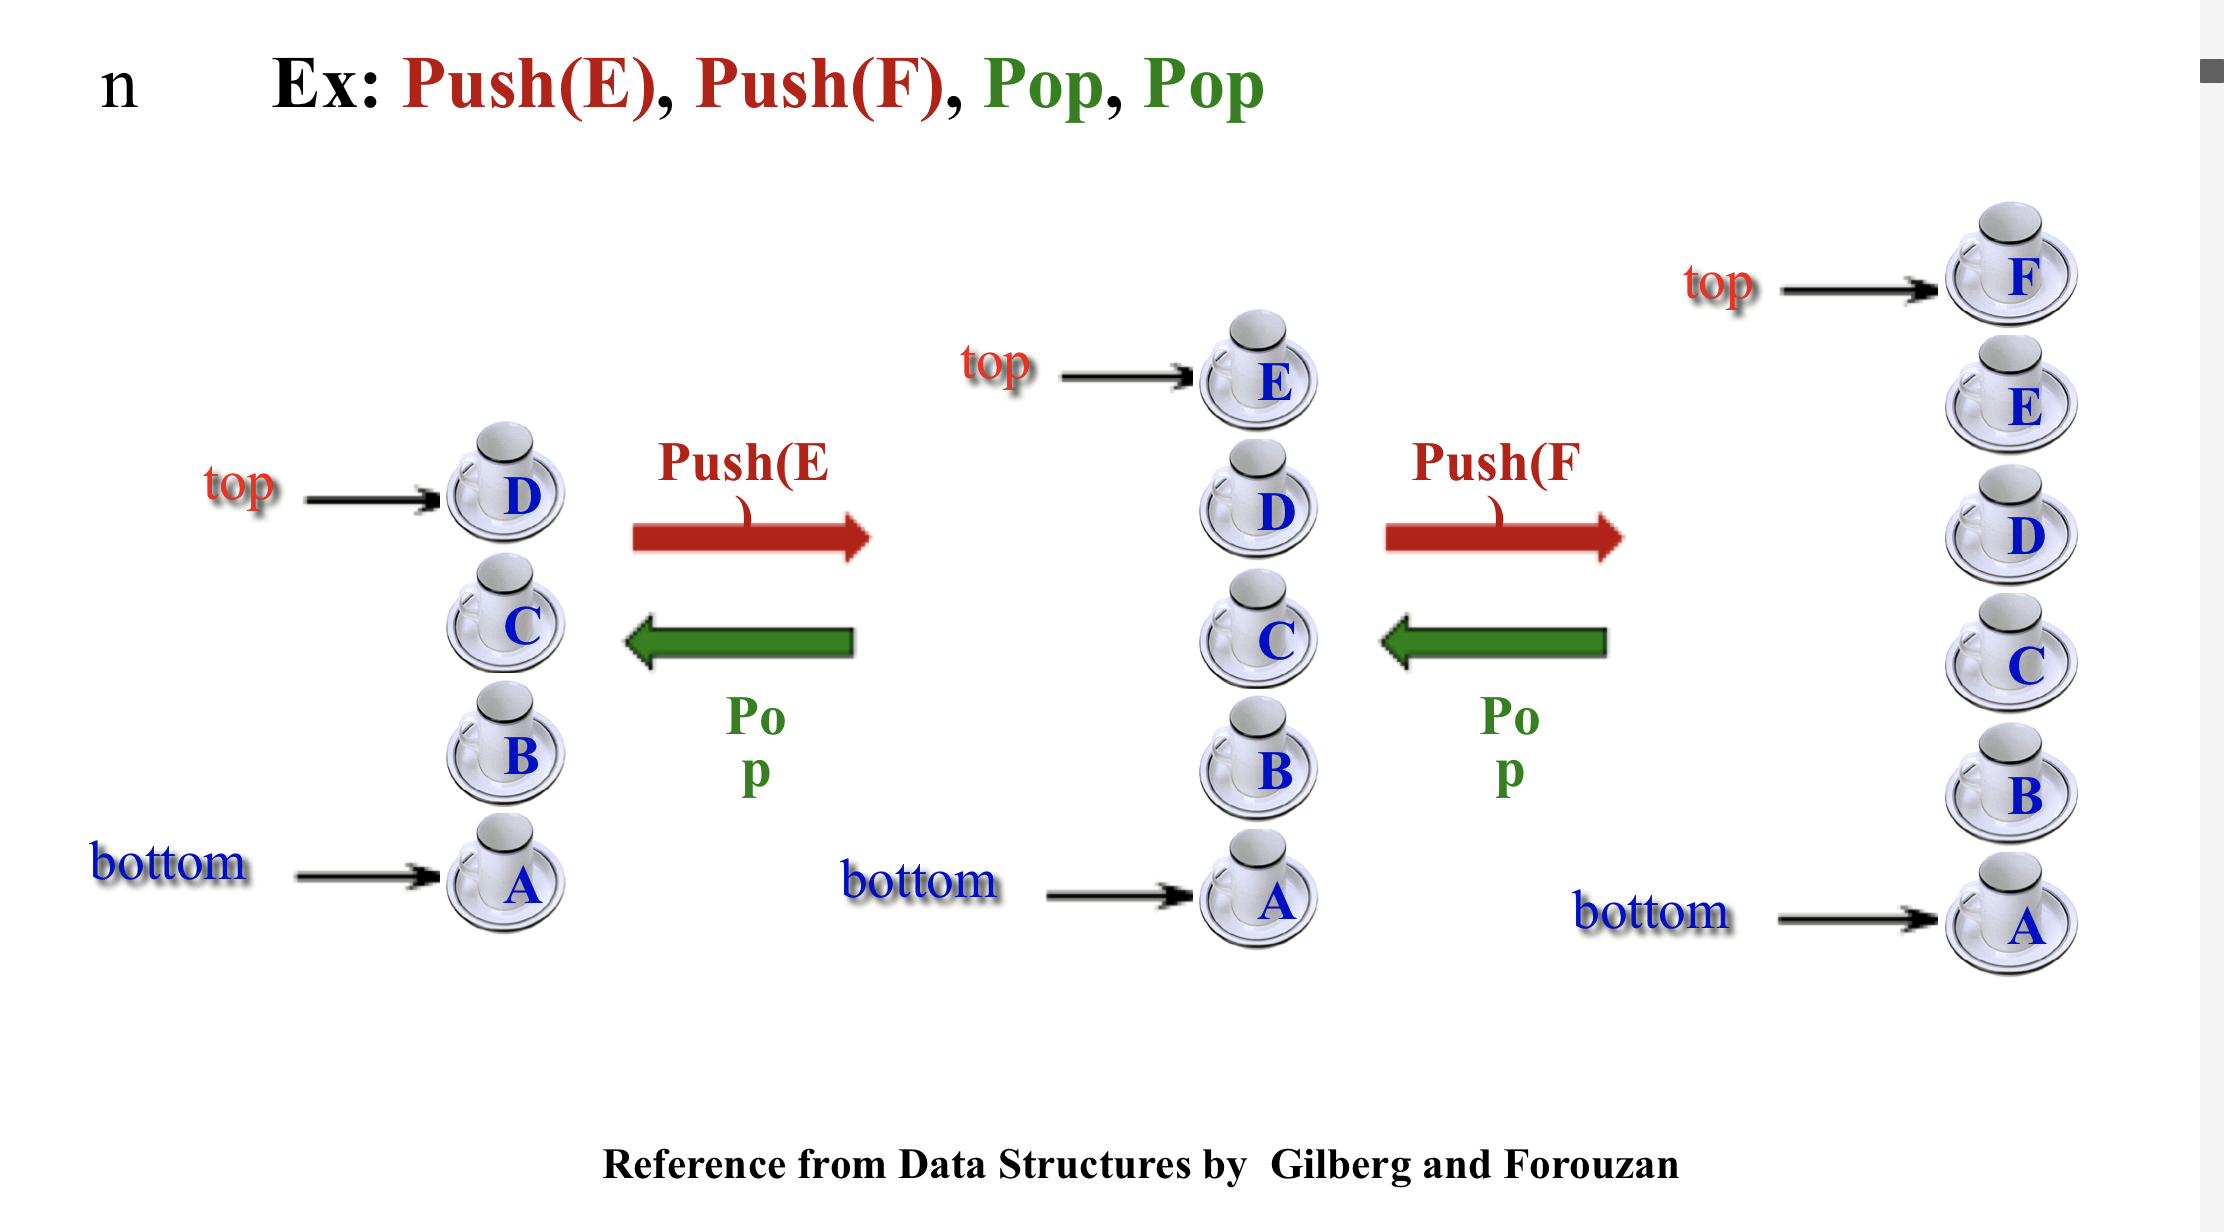 n Ex: Push(E), Push(F), Pop, Pop
top
D
C
B
bottom
A
Push(E
)
Po
p
top
E
D
C
B
bottom
A
Push(F
)
Po
p
top
F
E
D
C
B
bottom
A
Reference from Data Structures by Gilberg and Forouzan